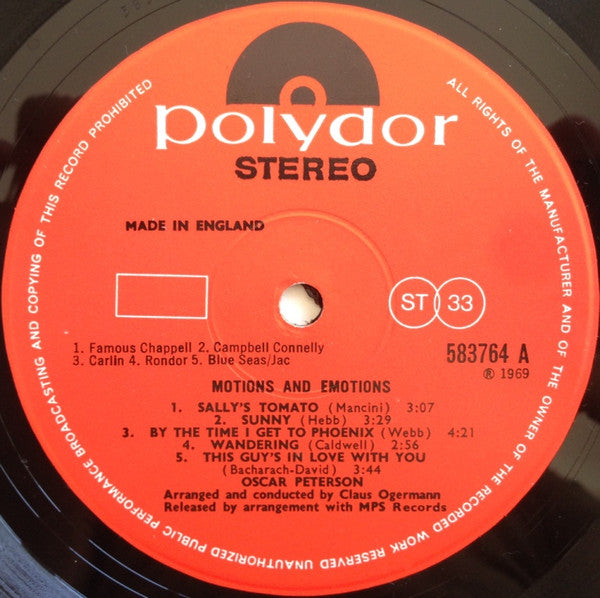 polydor
STEREO
MADE IN ENGLAND
ST 33
1. Famous Chappell 2. Campbell Connelly
3. Carlin 4. Rondor 5. Blue Seas/Jac
583764 A
℗ 1969
MOTIONS AND EMOTIONS
1. SALLY'S TOMATO (Mancini) 3:07
2. SUNNY (Hebb) 3:29
3. BY THE TIME I GET TO PHOENIX (Webb) 4:21
4. WANDERING (Caldwell) 2:56
5. THIS GUY'S IN LOVE WITH YOU
(Bacharach-David) 3:44
OSCAR PETERSON
Arranged and conducted by Claus Ogermann
Released by arrangement with MPS Records
ALL RIGHTS OF THE MANUFACTURER AND OF THE OWNER OF THE RECORDED WORK RESERVED UNAUTHORIZED PUBLIC PERFORMANCE BROADCASTING AND COPYING OF THIS RECORD PROHIBITED